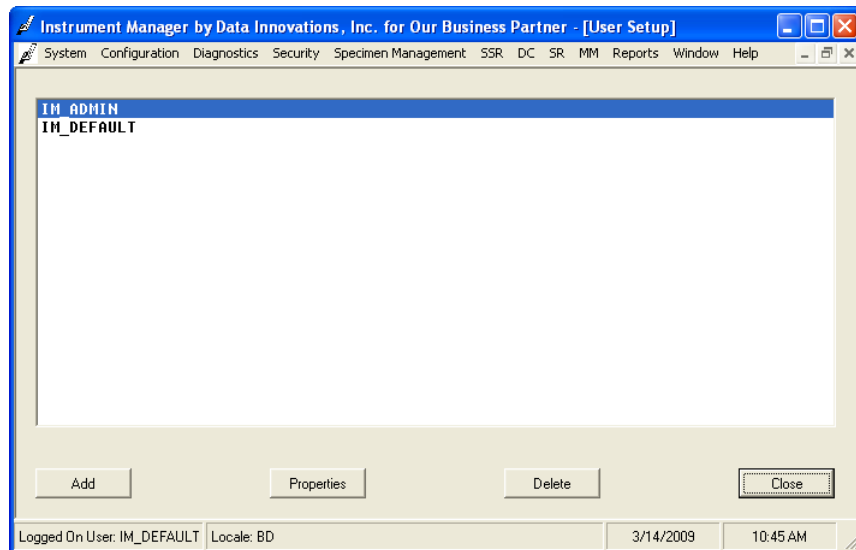 Instrument Manager by Data Innovations, Inc. for Our Business Partner - [User Setup]
System Configuration Diagnostics Security Specimen Management SSR DC SR MM Reports Window Help
IM_ADMIN
IM_DEFAULT
Add Properties Delete Close
Logged On User: IM_DEFAULT Locale: BD 3/14/2009 10:45 AM